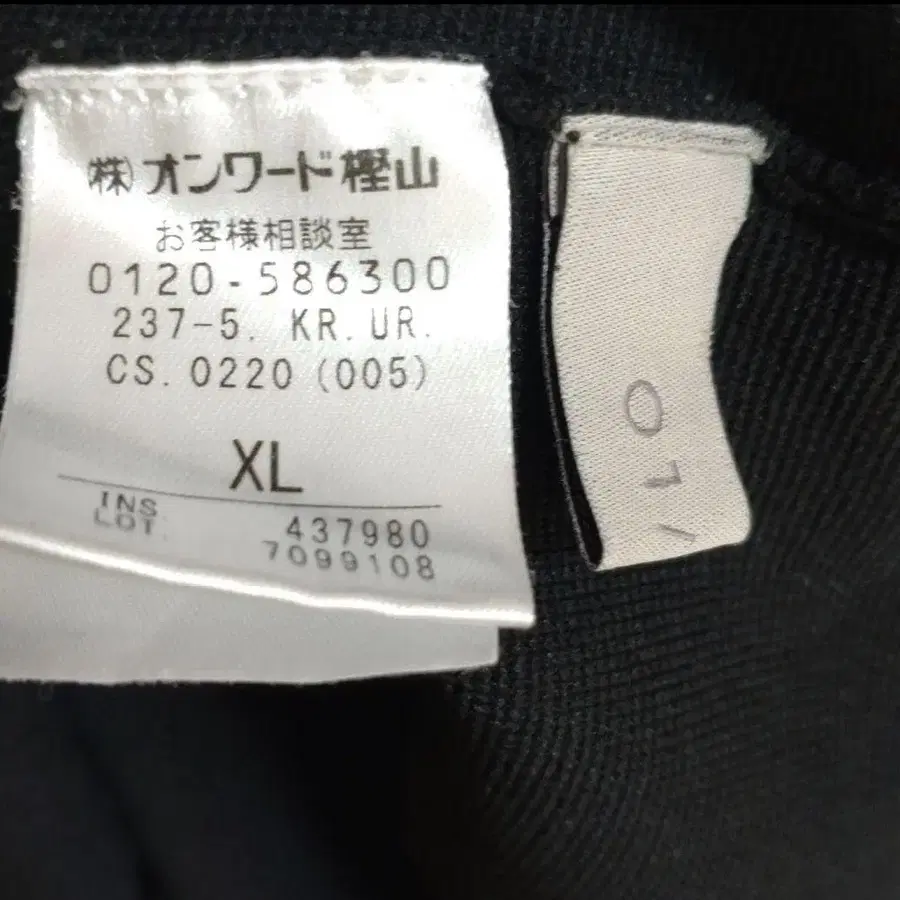 ㈱オンワード樫山
お客様相談室
0120-586300
237-5. KR. UR.
CS. 0220 (005)
XL
INS 437980
LOT. 7099108
01/